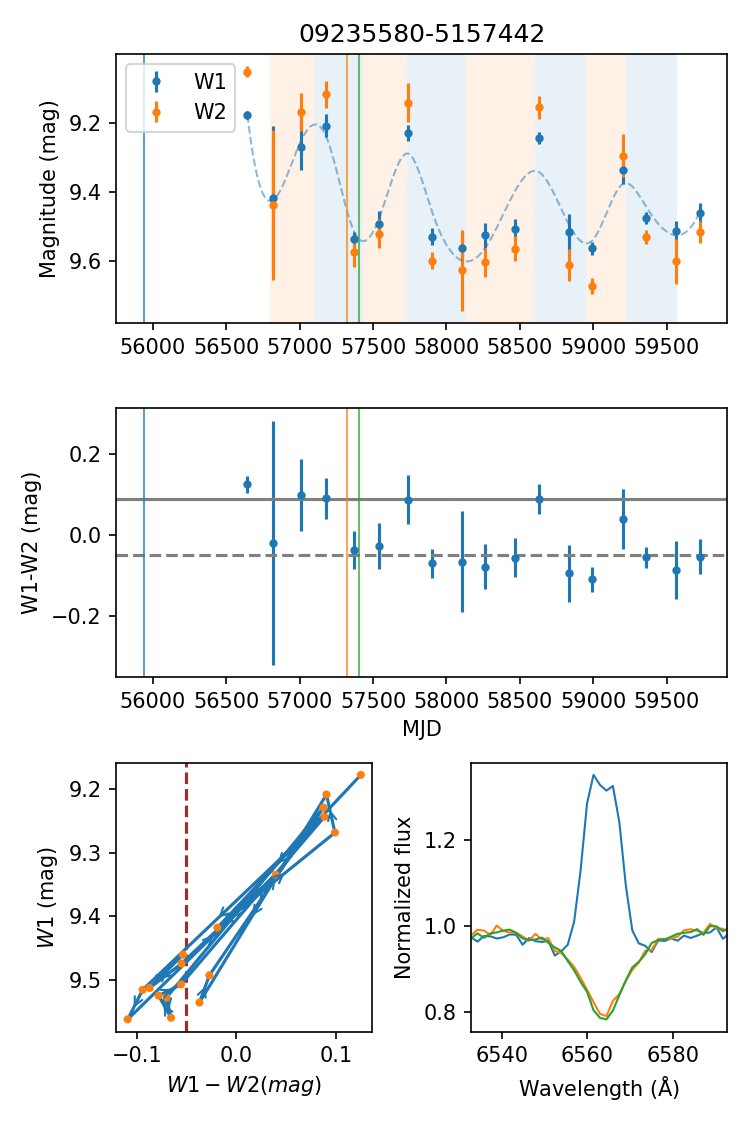 09235580-5157442
Magnitude (mag)
W1
W2
9.2
9.4
9.6
56000 56500 57000 57500 58000 58500 59000 59500
W1-W2 (mag)
0.2
0.0
−0.2
56000 56500 57000 57500 58000 58500 59000 59500
MJD
W1 (mag)
9.2
9.3
9.4
9.5
−0.1 0.0 0.1
W1 − W2(mag)
Normalized flux
1.2
1.0
0.8
6540 6560 6580
Wavelength (Å)